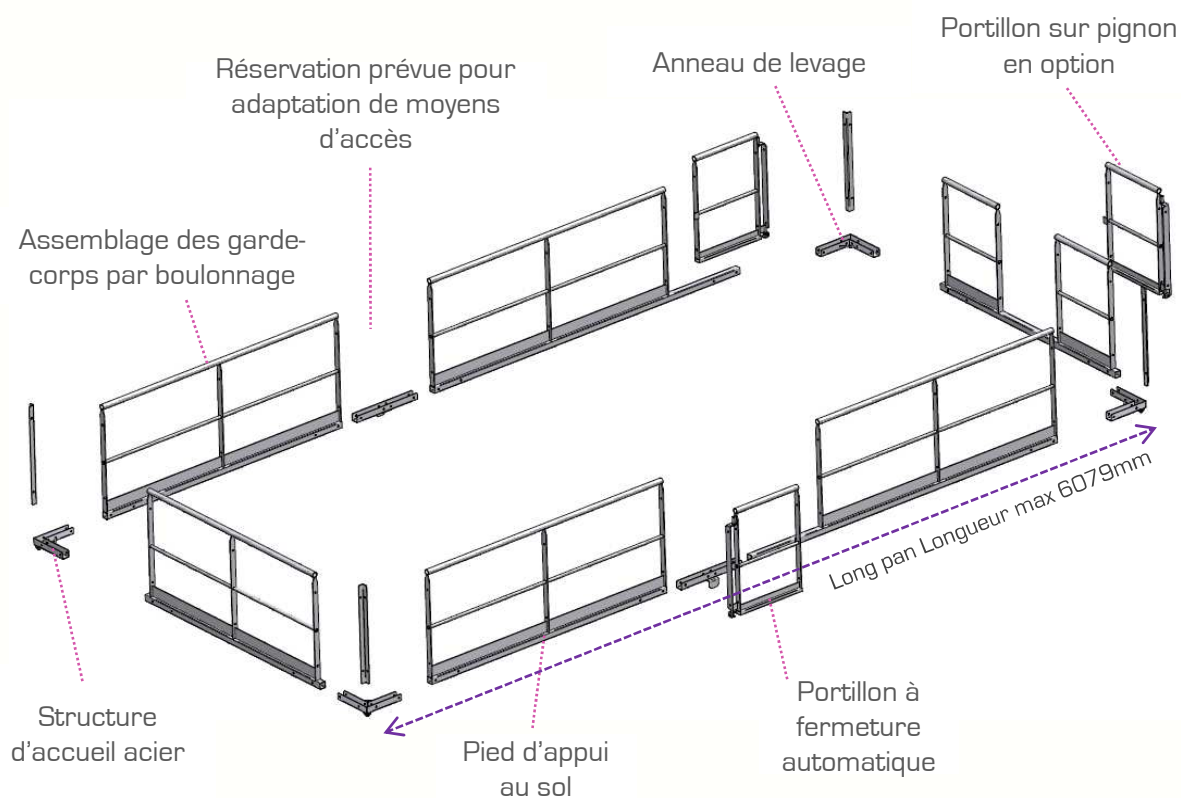 Portillon sur pignon
en option
Anneau de levage
Réservation prévue pour
adaptation de moyens
d'accès
Assemblage des garde-
corps par boulonnage
Long pan Longueur max 6079mm
Structure
d'accueil acier
Pied d'appui
au sol
Portillon à
fermeture
automatique